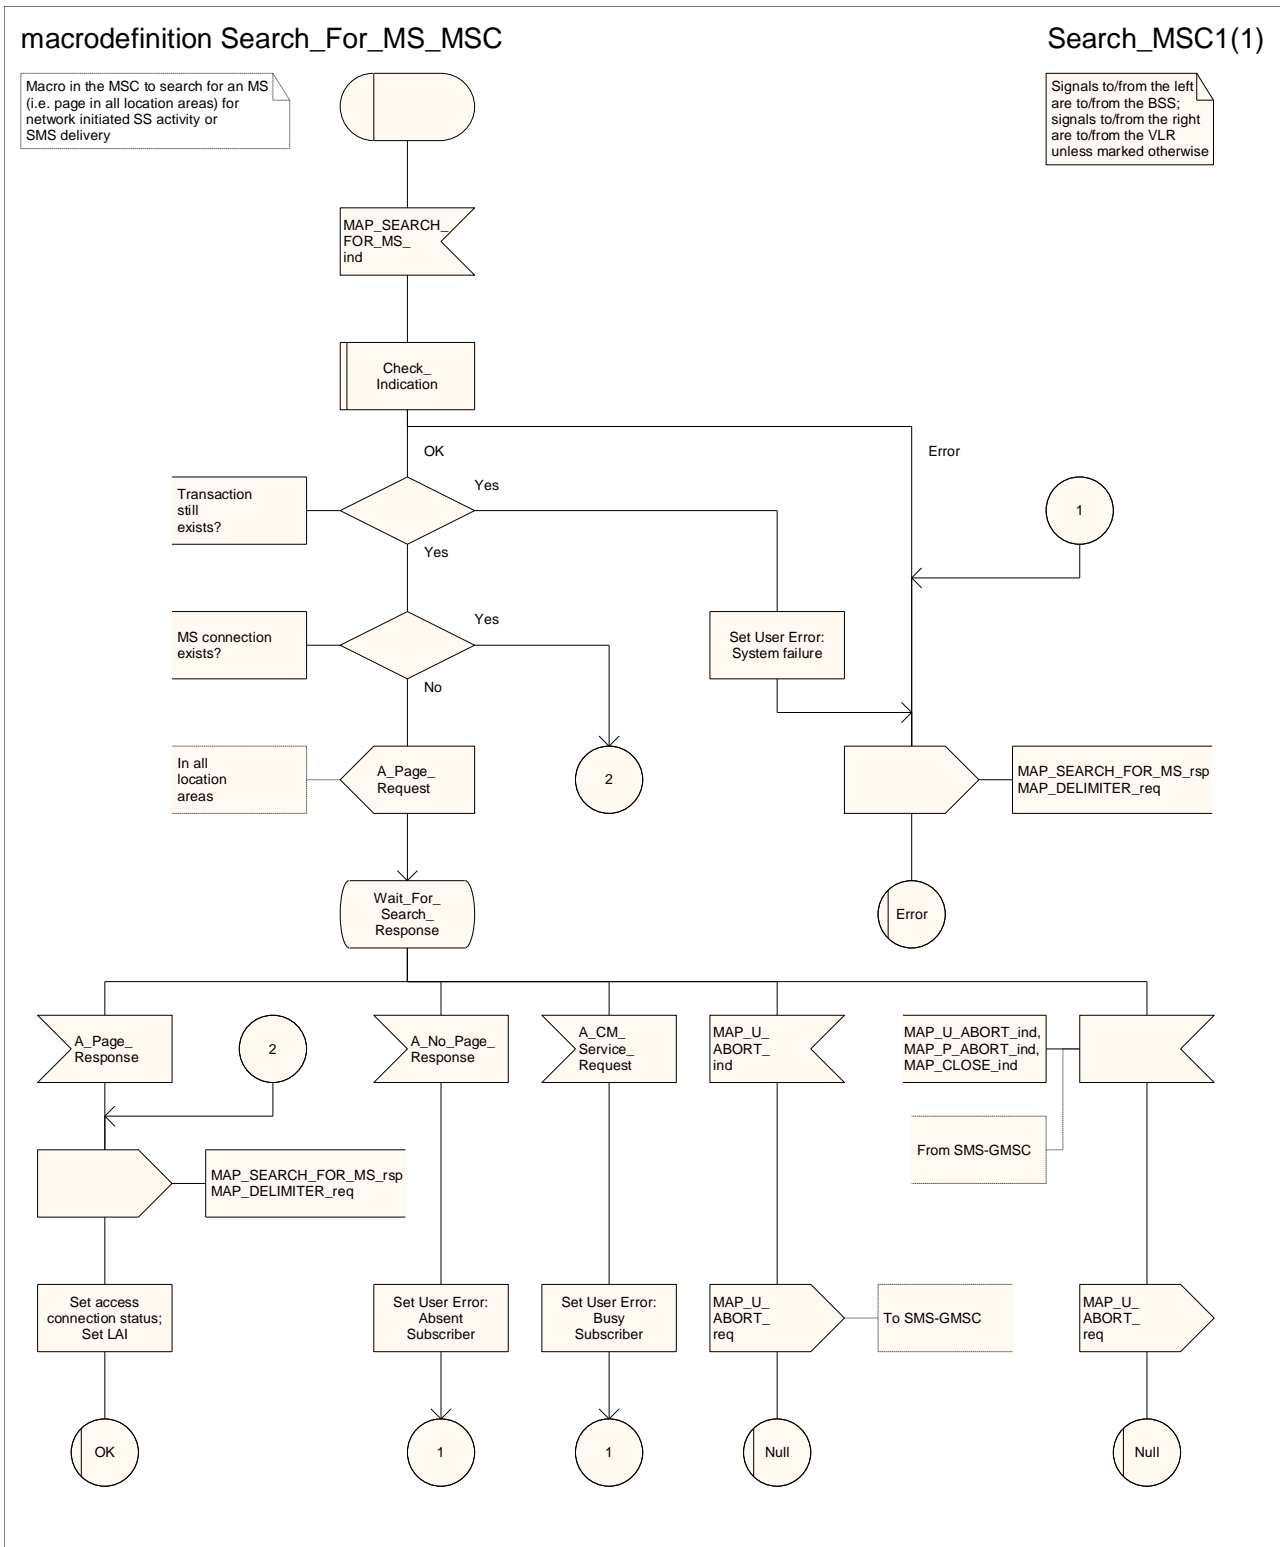 macrodefinition Search_For_MS_MSC
Search_MSC1(1)
Macro in the MSC to search for an MS
(i.e. page in all location areas) for
network initiated SS activity or
SMS delivery
Signals to/from the left
are to/from the BSS;
signals to/from the right
are to/from the VLR
unless marked otherwise
MAP_SEARCH_
FOR_MS_
ind
Check_
Indication
OK
Error
Transaction
still
exists?
Yes
Yes
1
MS connection
exists?
Yes
No
Set User Error:
System failure
In all
location
areas
A_Page_
Request
2
MAP_SEARCH_FOR_MS_rsp
MAP_DELIMITER_req
Wait_For_
Search_
Response
Error
A_Page_
Response
2
A_No_Page_
Response
A_CM_
Service_
Request
MAP_U_
ABORT_
ind
MAP_U_ABORT_ind,
MAP_P_ABORT_ind,
MAP_CLOSE_ind
From SMS-GMSC
MAP_SEARCH_FOR_MS_rsp
MAP_DELIMITER_req
Set access
connection status;
Set LAI
Set User Error:
Absent
Subscriber
Set User Error:
Busy
Subscriber
MAP_U_
ABORT_
req
To SMS-GMSC
MAP_U_
ABORT_
req
OK
1
1
Null
Null